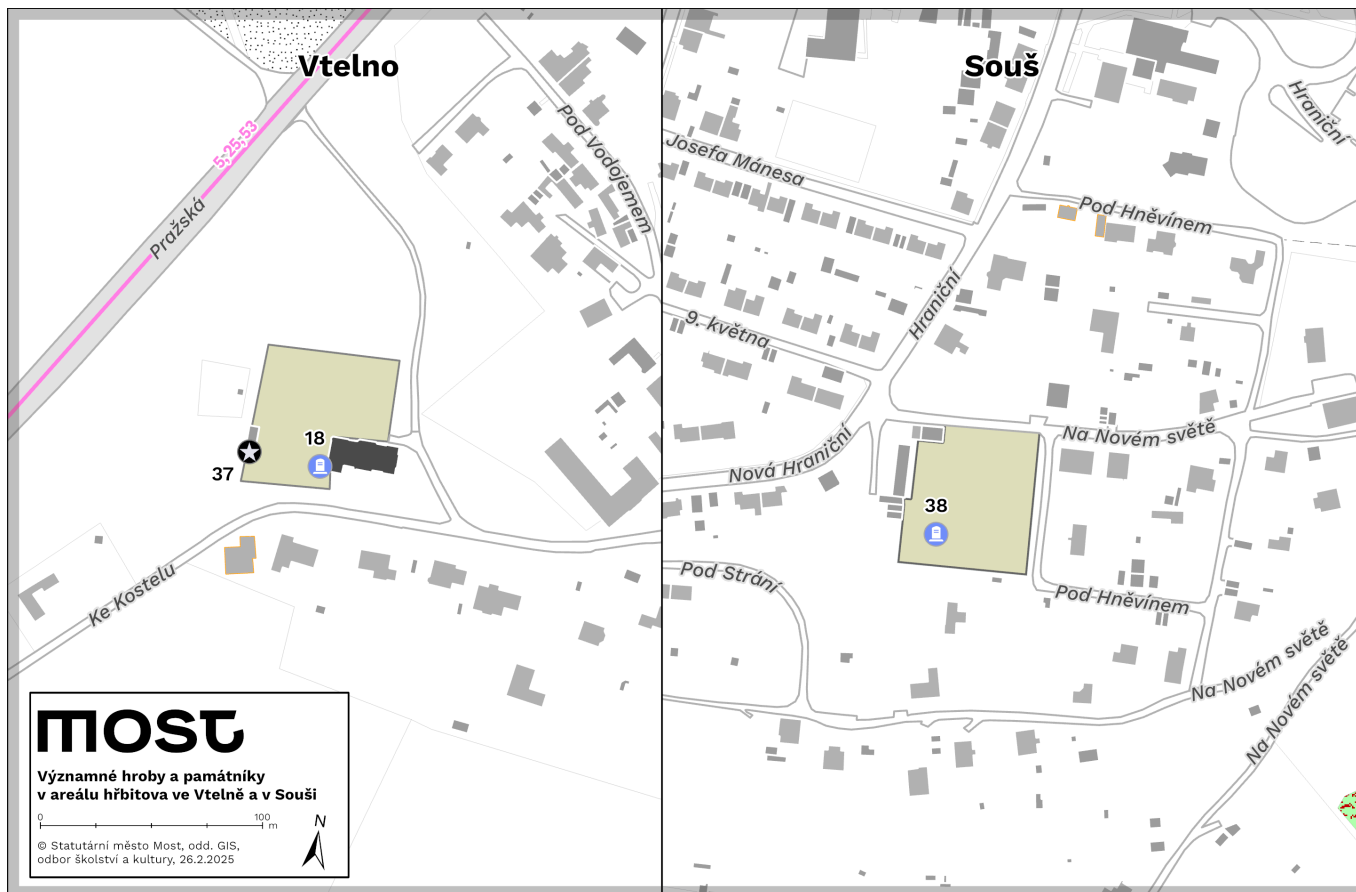 Vtelno
Souš
5;25;53
Pražská
Pod Vodojemem
18
37
Ke Kostelu
Josefa Mánesa
Hraniční
Pod Hněvínem
Hraniční
9. května
Nová Hraniční
Na Novém světě
38
Pod Strání
Pod Hněvínem
Na Novém světě
Na Novém světě
most
Významné hroby a památníky
v areálu hřbitova ve Vtelně a v Souši
0 100 m
N
© Statutární město Most, odd. GIS,
odbor školství a kultury, 26.2.2025